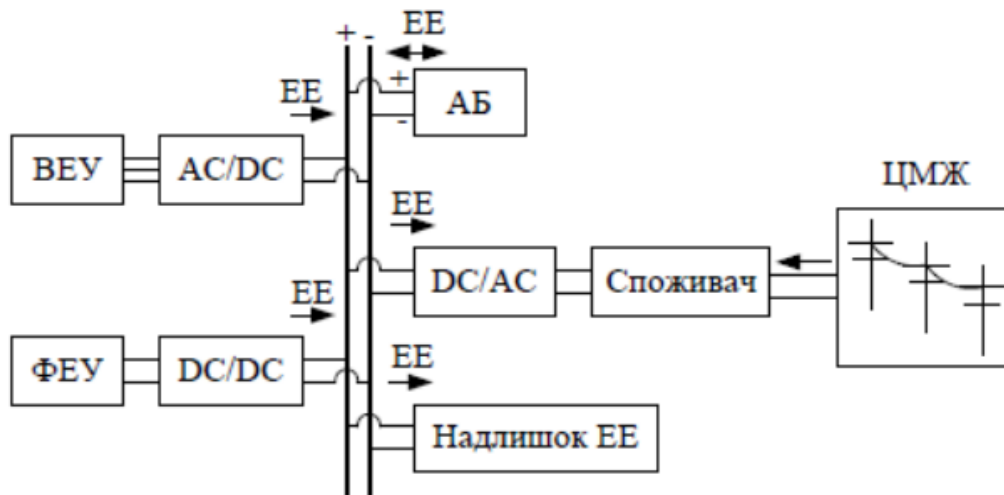 + -
ЕЕ
+
АБ
-
ЕЕ
ВЕУ
AC/DC
ЦМЖ
ЕЕ
DC/AC
Споживач
ЕЕ
ФЕУ
DC/DC
ЕЕ
Надлишок ЕЕ